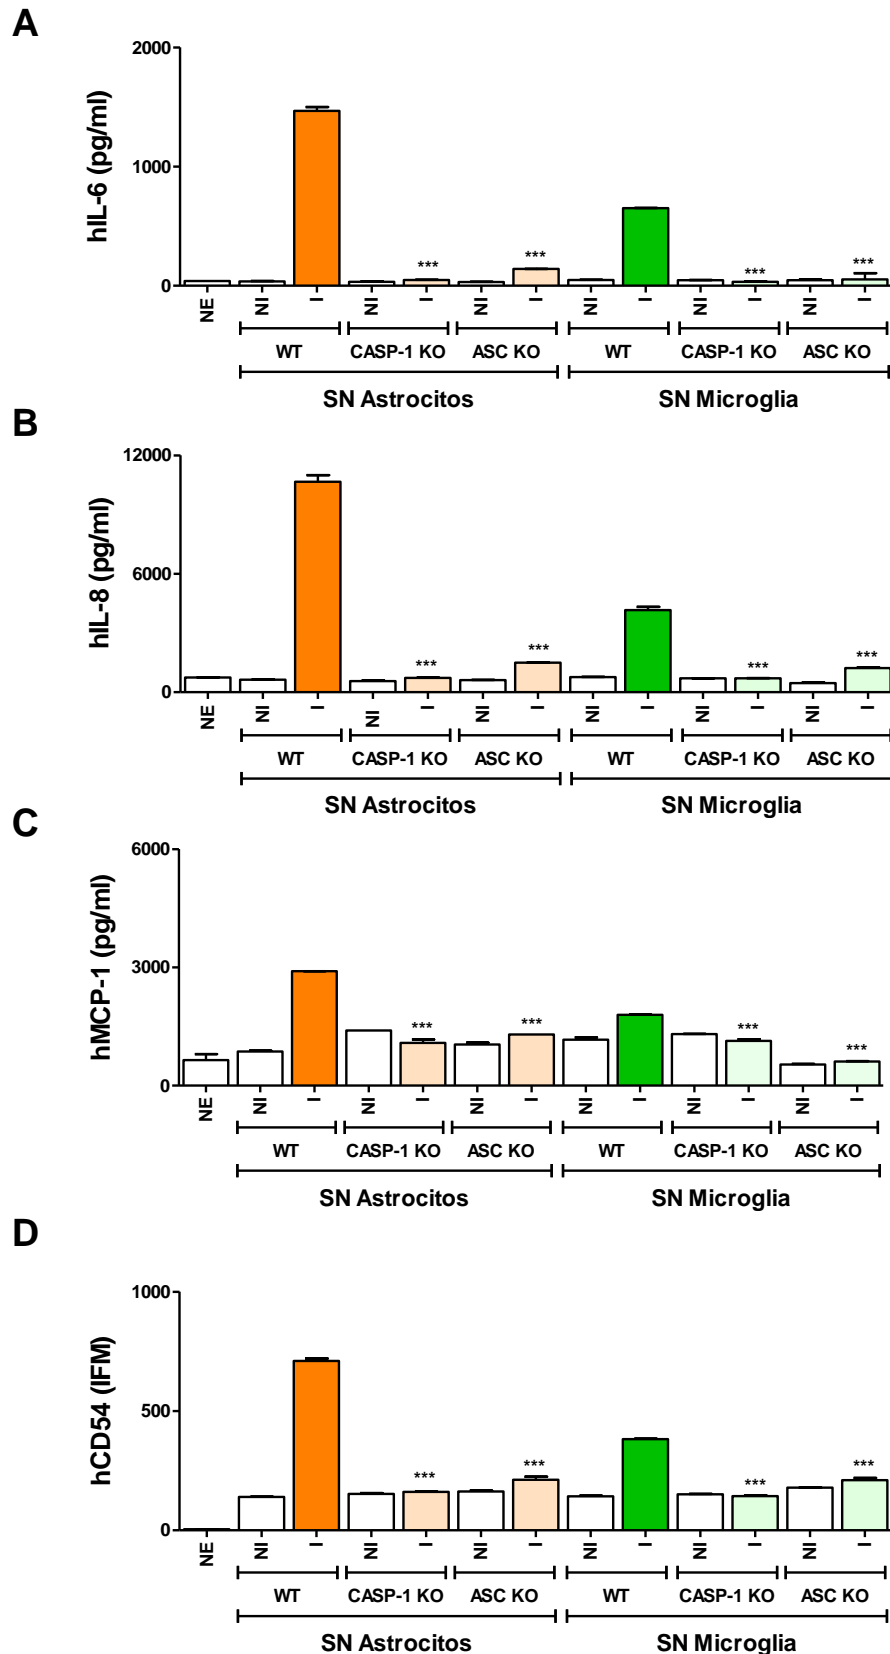 A
hIL-6 (pg/ml)
2000
1000
0
*** *** *** ***
NE NI I NI I NI I NI I NI I NI I
WT CASP-1 KO ASC KO WT CASP-1 KO ASC KO
SN Astrocitos SN Microglia
B
hIL-8 (pg/ml)
12000
6000
0
*** *** *** ***
NE NI I NI I NI I NI I NI I NI I
WT CASP-1 KO ASC KO WT CASP-1 KO ASC KO
SN Astrocitos SN Microglia
C
hMCP-1 (pg/ml)
6000
3000
0
*** *** *** ***
NE NI I NI I NI I NI I NI I NI I
WT CASP-1 KO ASC KO WT CASP-1 KO ASC KO
SN Astrocitos SN Microglia
D
hCD54 (IFM)
1000
500
0
*** *** *** ***
NE NI I NI I NI I NI I NI I NI I
WT CASP-1 KO ASC KO WT CASP-1 KO ASC KO
SN Astrocitos SN Microglia